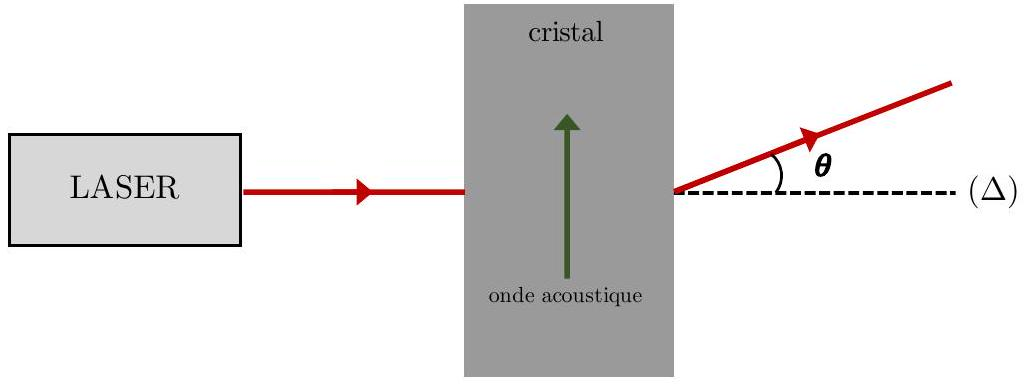 cristal
LASER
θ
(Δ)
onde acoustique